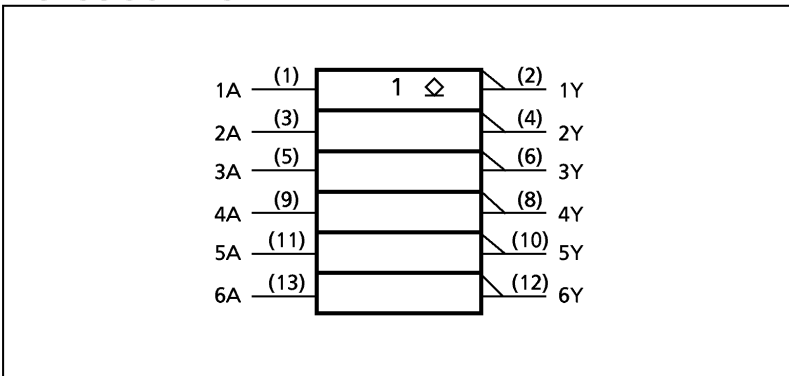 1A (1) 1 ◇ (2) 1Y
2A (3) (4) 2Y
3A (5) (6) 3Y
4A (9) (8) 4Y
5A (11) (10) 5Y
6A (13) (12) 6Y